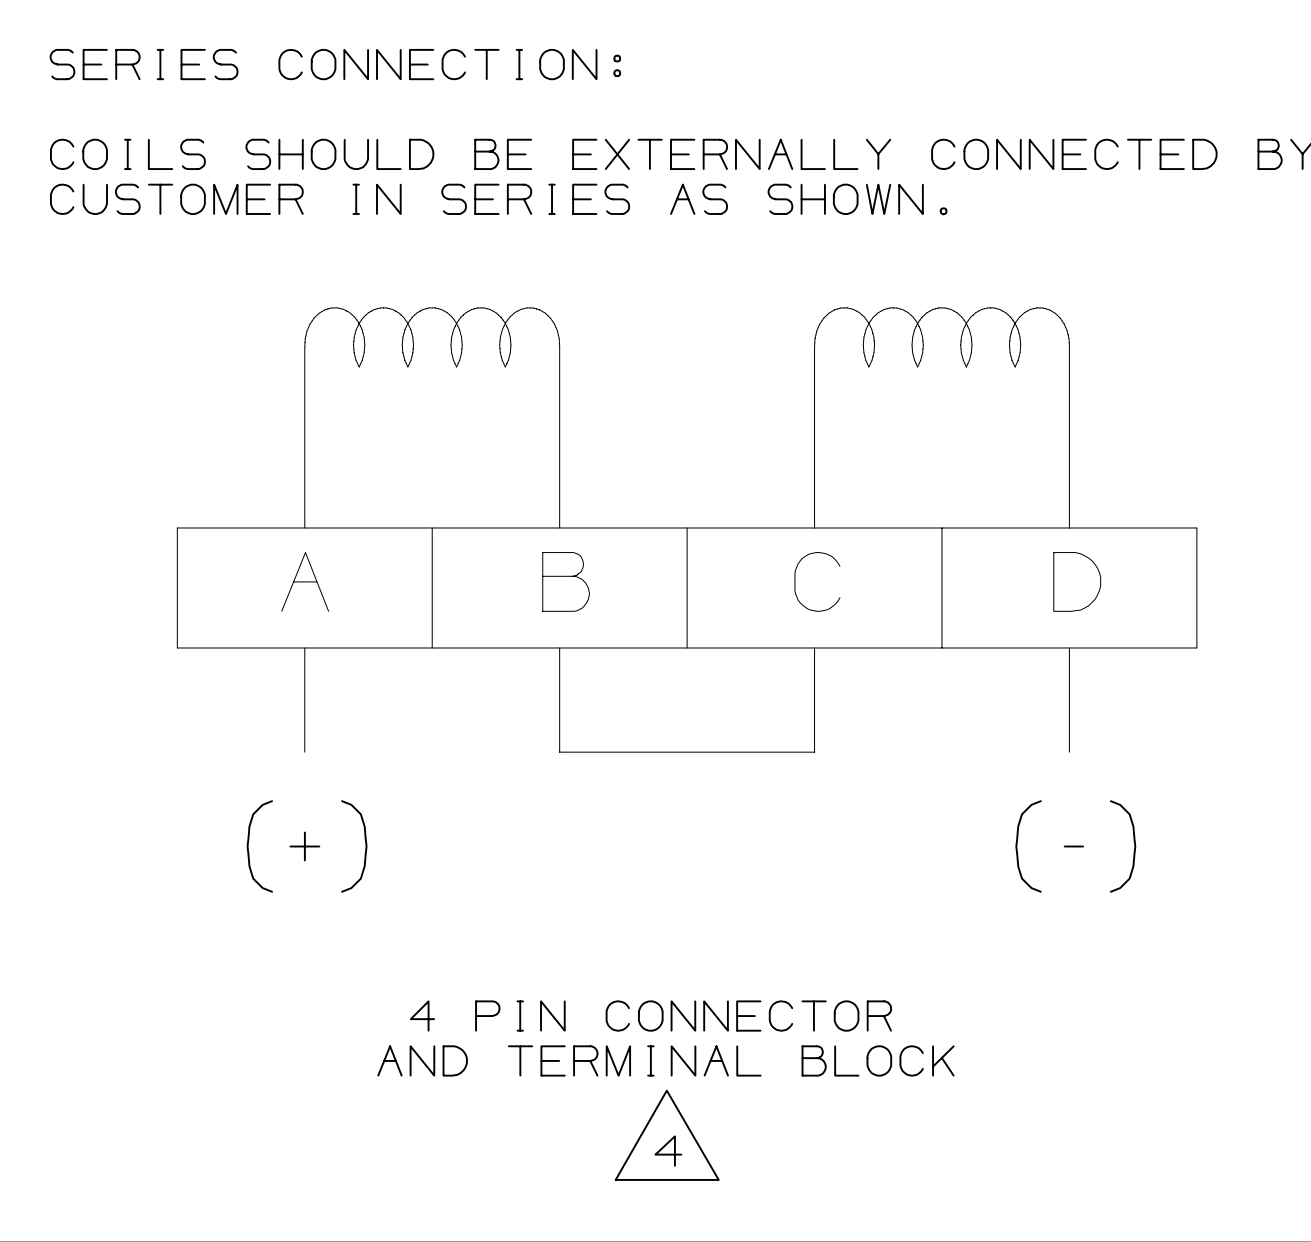 SERIES CONNECTION:
COILS SHOULD BE EXTERNALLY CONNECTED BY
CUSTOMER IN SERIES AS SHOWN.
A B C D
(+) (-)
4 PIN CONNECTOR
AND TERMINAL BLOCK
4